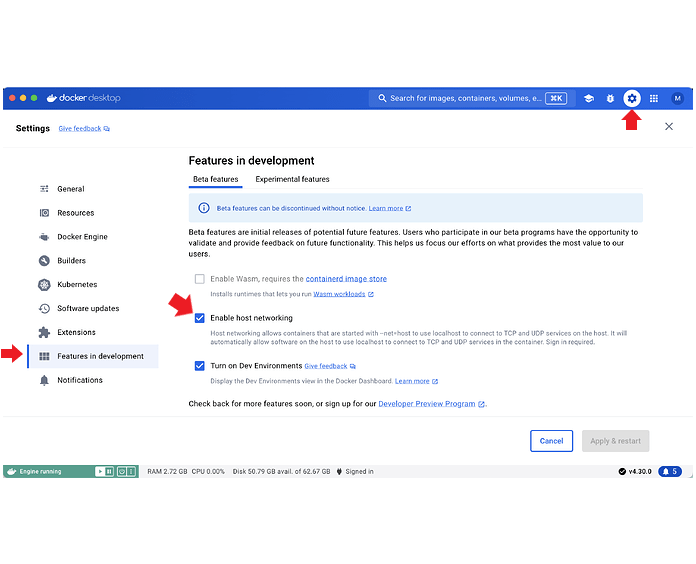 docker desktop
Search for images, containers, volumes, e...
⌘K
M
Settings
Give feedback
General
Resources
Docker Engine
Builders
Kubernetes
Software updates
Extensions
Features in development
Notifications
Features in development
Beta features
Experimental features
Beta features can be discontinued without notice. Learn more
Beta features are initial releases of potential future features. Users who participate in our beta programs have the opportunity to
validate and provide feedback on future functionality. This helps us focus our efforts on what provides the most value to our
users.
Enable Wasm, requires the containerd image store
Installs runtimes that lets you run Wasm workloads
Enable host networking
Host networking allows containers that are started with --net=host to use localhost to connect to TCP and UDP services on the host. It will
automatically allow software on the host to use localhost to connect to TCP and UDP services in the container. Sign in required.
Turn on Dev Environments Give feedback
Display the Dev Environments view in the Docker Dashboard. Learn more
Check back for more features soon, or sign up for our Developer Preview Program.
Cancel
Apply & restart
Engine running
RAM 2.72 GB CPU 0.00% Disk 50.79 GB avail. of 62.67 GB Signed in
v4.30.0
5